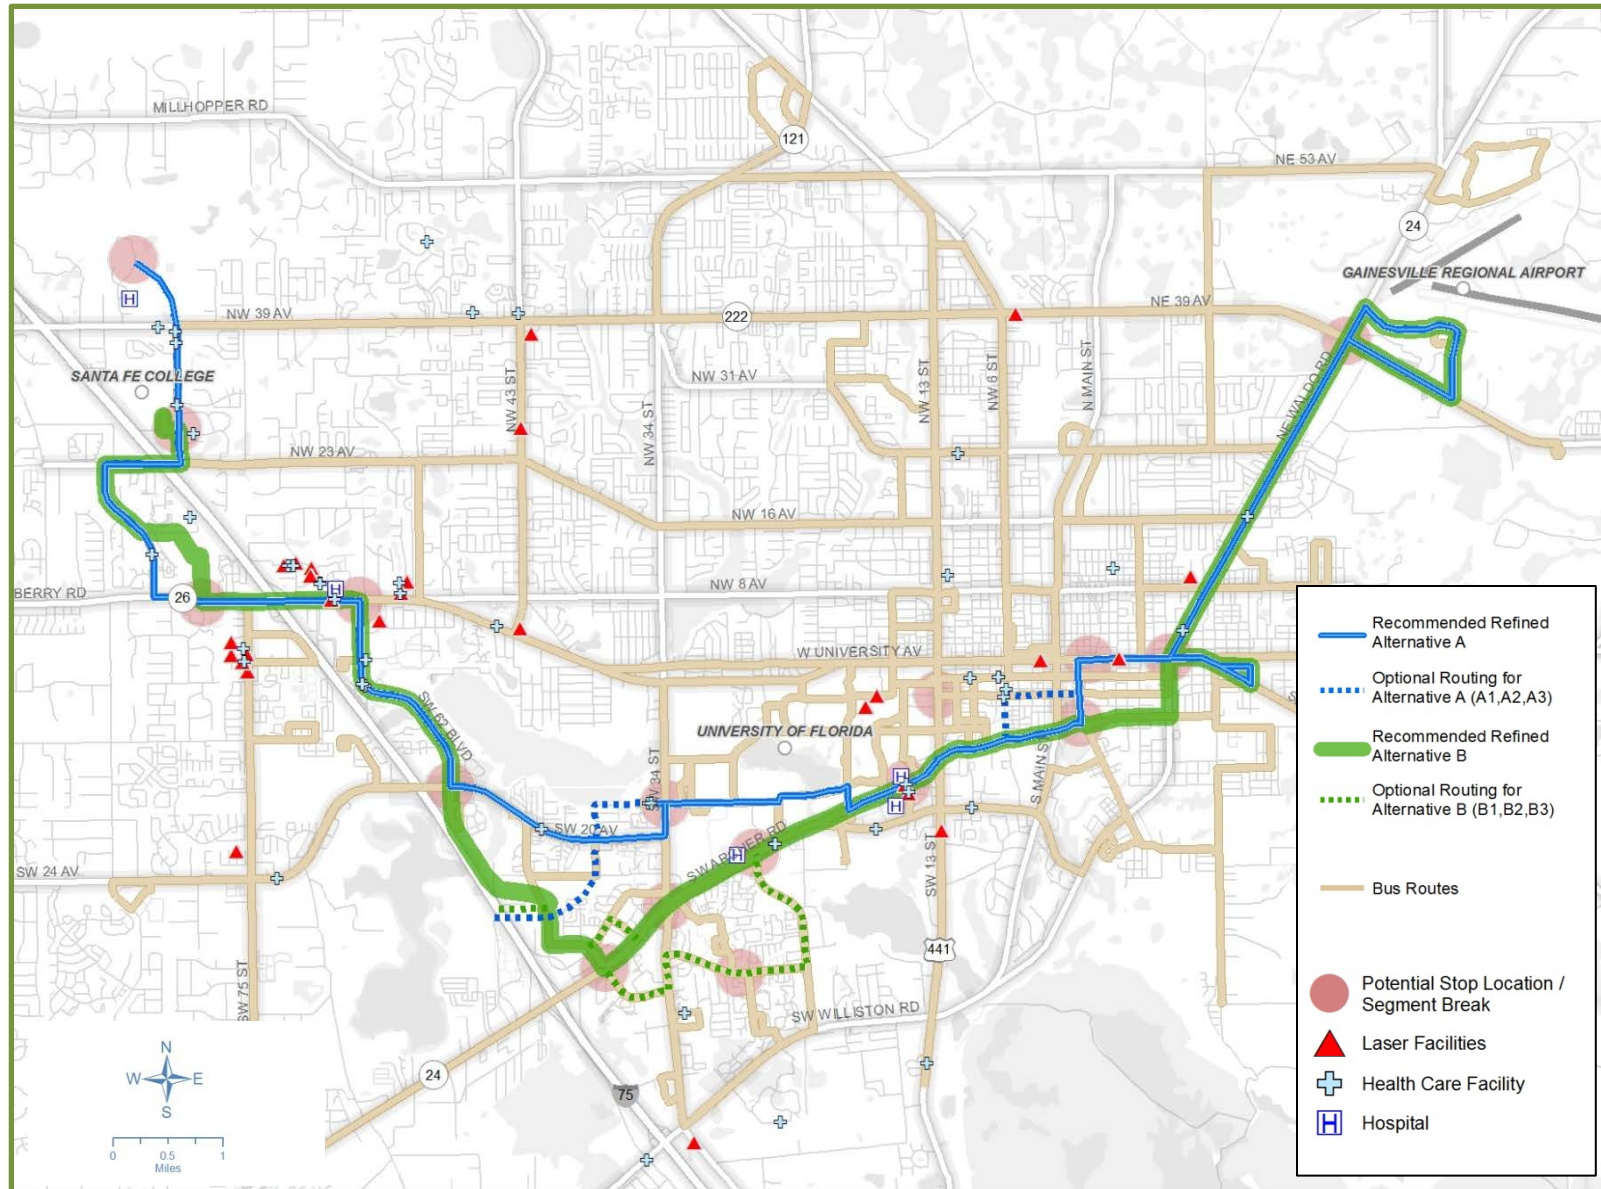 MILLHOPPER RD
121
NE 53 AV
24
GAINESVILLE REGIONAL AIRPORT
H
NW 39 AV
222
NE 39 AV
SANTA FE COLLEGE
NW 43 ST
NW 31 AV
NW 34 ST
NW 13 ST
NW 6 ST
N MAIN ST
NE WALDO RD
NW 23 AV
NW 16 AV
BERRY RD
26
H
NW 8 AV
W UNIVERSITY AV
SW 62 BLVD
UNIVERSITY OF FLORIDA
SW 34 ST
S MAIN S
H
H
SW 20 AV
SW ARCHER RD
H
SW 13 ST
SW 24 AV
441
SW 75 ST
SW WILLISTON RD
24
75
N
W E
S
0 0.5 1
Miles
Recommended Refined
Alternative A
Optional Routing for
Alternative A (A1,A2,A3)
Recommended Refined
Alternative B
Optional Routing for
Alternative B (B1,B2,B3)
Bus Routes
Potential Stop Location /
Segment Break
Laser Facilities
Health Care Facility
H Hospital